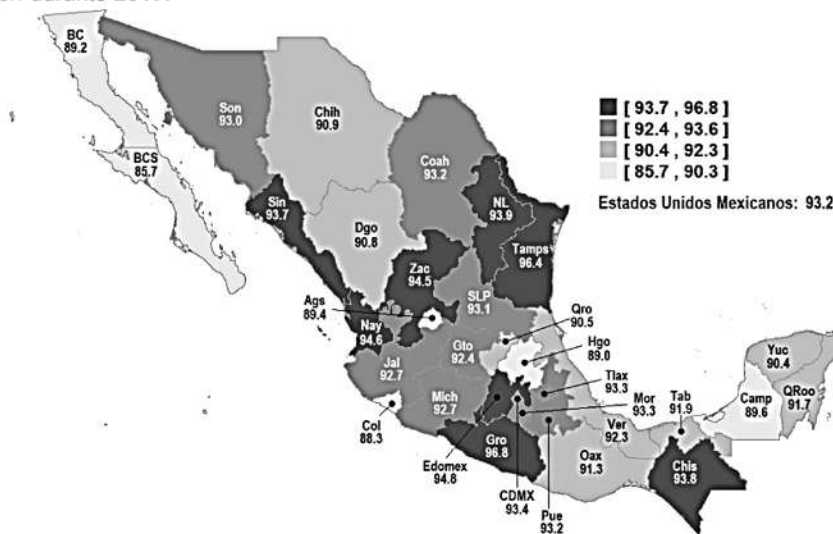 BC
89.2
Son
93.0
Chih
90.9
[ 93.7 , 96.8 ]
[ 92.4 , 93.6 ]
[ 90.4 , 92.3 ]
[ 85.7 , 90.3 ]
Estados Unidos Mexicanos: 93.2
BCS
85.7
Coah
93.2
Sin
93.7
NL
93.9
Dgo
90.8
Tamps
96.4
Zac
94.5
SLP
93.1
Ags
89.4
Qro
90.5
Nay
94.6
Hgo
89.0
Gto
92.4
Jal
92.7
Tlax
93.3
Yuc
90.4
Mich
92.7
Mor
93.3
Tab
91.9
Camp
89.6
QRoo
91.7
Col
88.3
Ver
92.3
Gro
96.8
Edomex
94.8
Oax
91.3
Chis
93.8
CDMX
93.4
Pue
93.2